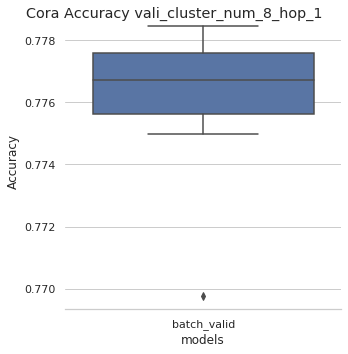 Cora Accuracy vali_cluster_num_8_hop_1
0.778
0.776
0.774
0.772
0.770
Accuracy
batch_valid
models